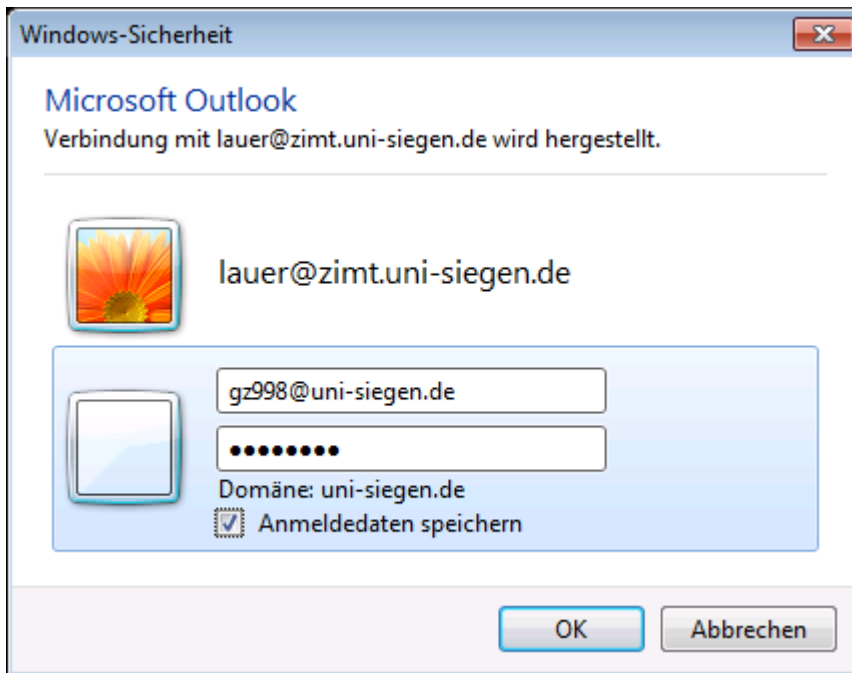 Windows-Sicherheit
Microsoft Outlook
Verbindung mit lauer@zimt.uni-siegen.de wird hergestellt.
lauer@zimt.uni-siegen.de
gz998@uni-siegen.de
●●●●●●●●
Domäne: uni-siegen.de
Anmeldedaten speichern
OK Abbrechen